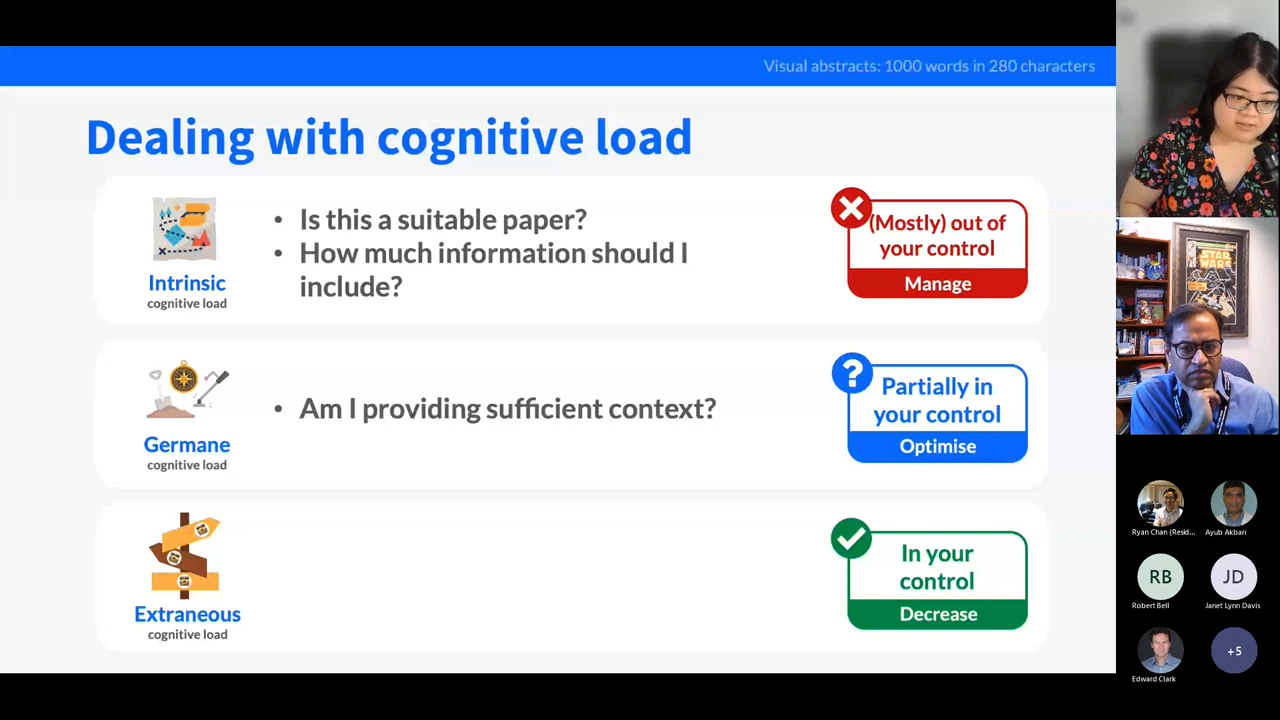 Visual abstracts: 1000 words in 280 characters
Dealing with cognitive load
Intrinsic
cognitive load
• Is this a suitable paper?
• How much information should I
include?
(Mostly) out of
your control
Manage
Germane
cognitive load
• Am I providing sufficient context?
?
Partially in
your control
Optimise
Extraneous
cognitive load
In your
control
Decrease
STAR
WARS
Ryan Chan (Resid...
Ayub Akbari
RB
Robert Bell
JD
Janet Lynn Davis
Edward Clark
+5